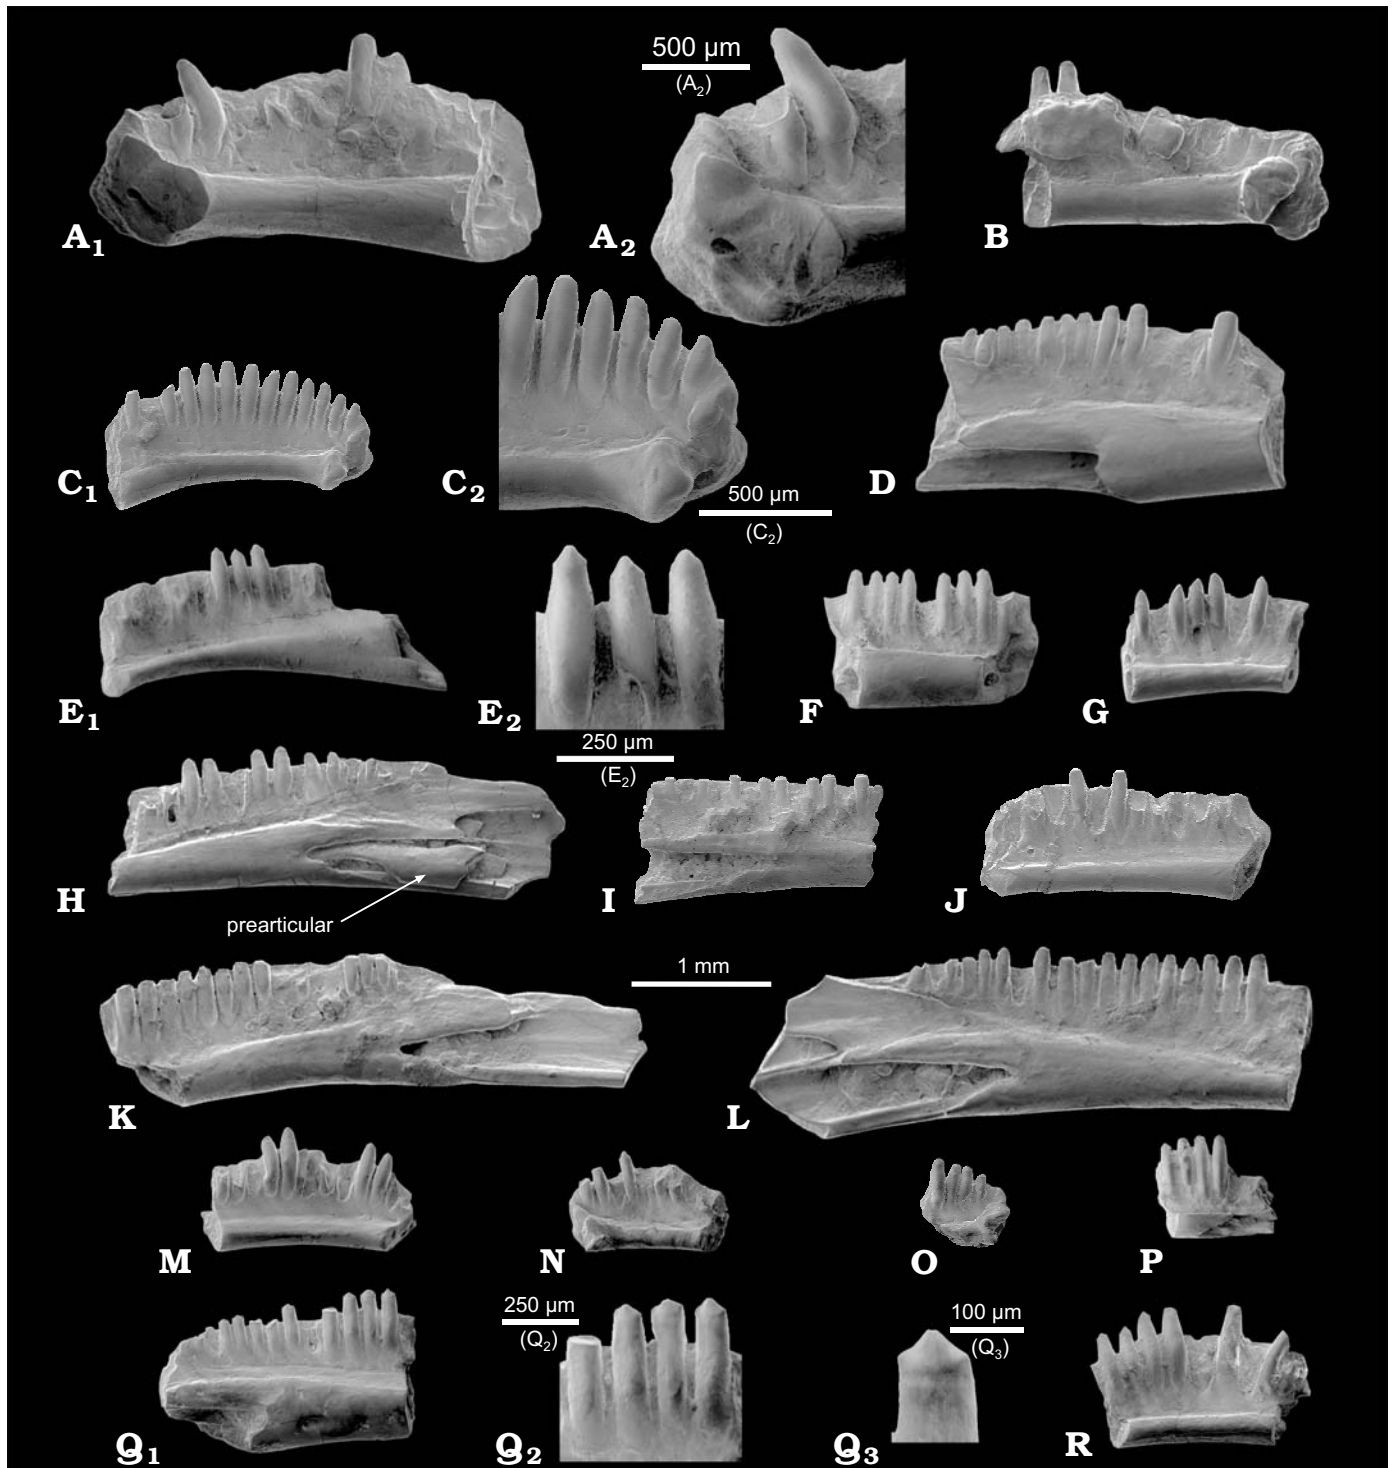 500 µm
(A2)
A1
A2
B
C1
C2
500 µm
(C2)
D
E1
E2
250 µm
(E2)
F
G
H
prearticular
I
J
1 mm
K
L
M
N
O
P
250 µm
(Q2)
100 µm
(Q3)
Q1
Q2
Q3
R